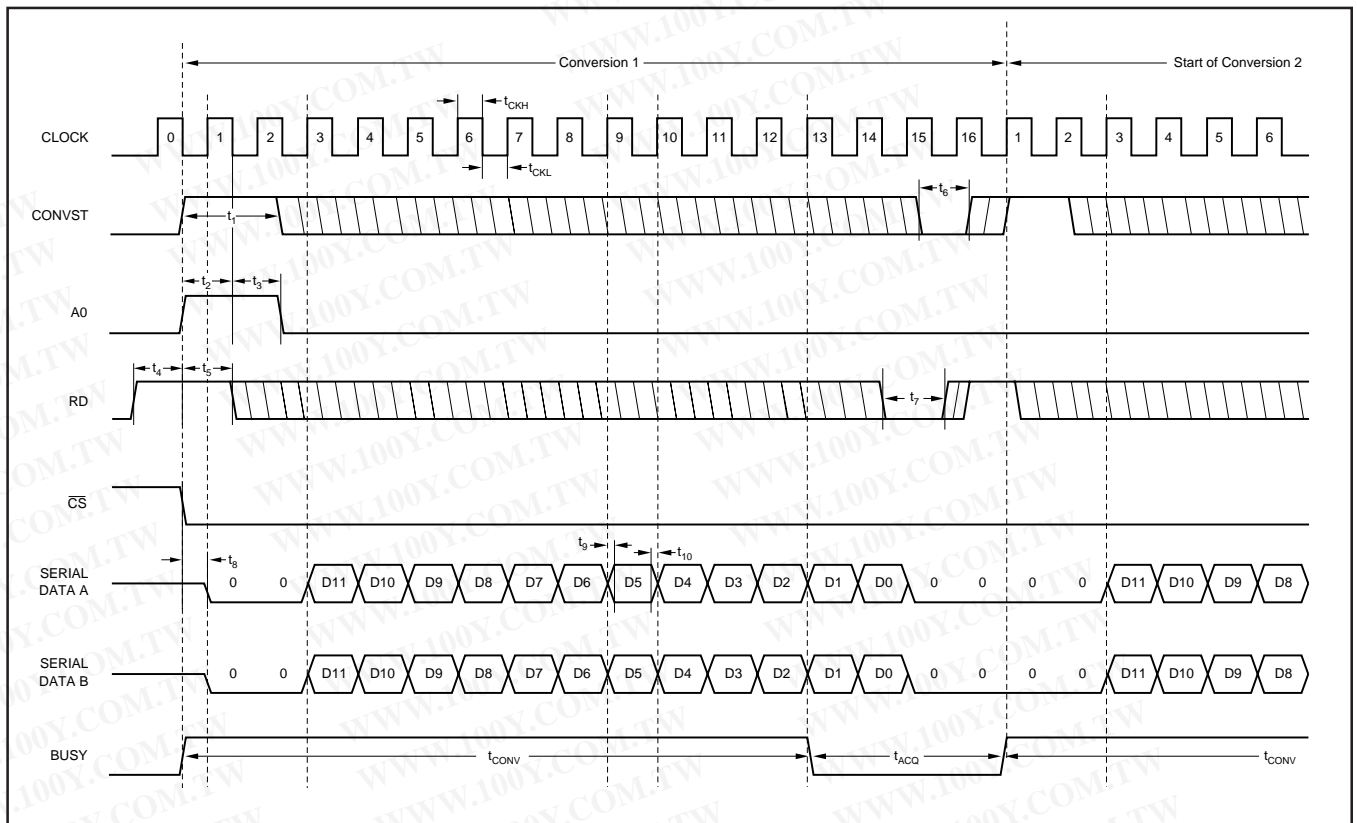 Conversion 1 Start of Conversion 2
tCKH
CLOCK 0 1 2 3 4 5 6 7 8 9 10 11 12 13 14 15 16 1 2 3 4 5 6
tCKL
t6
CONVST t1
t2 t3
A0
t4 t5
RD t7
CS
t8 t9 t10
SERIAL DATA A 0 0 D11 D10 D9 D8 D7 D6 D5 D4 D3 D2 D1 D0 0 0 0 0 D11 D10 D9 D8
SERIAL DATA B 0 0 D11 D10 D9 D8 D7 D6 D5 D4 D3 D2 D1 D0 0 0 0 0 D11 D10 D9 D8
BUSY tCONV tACQ tCONV
WWW.100Y.COM.TW